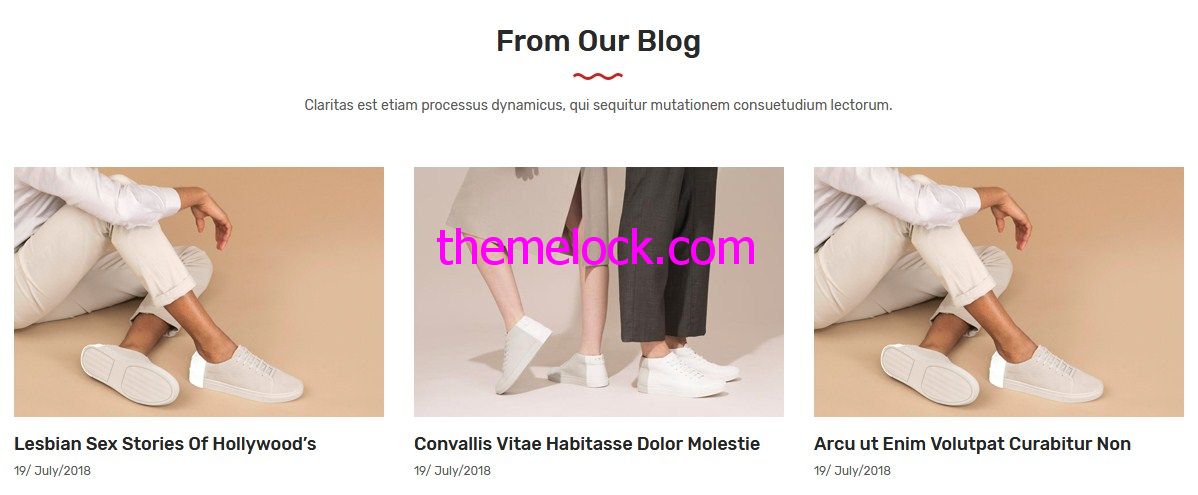 From Our Blog
Claritas est etiam processus dynamicus, qui sequitur mutationem consuetudium lectorum.
themelock.com
Lesbian Sex Stories Of Hollywood’s
19/ July/2018
Convallis Vitae Habitasse Dolor Molestie
19/ July/2018
Arcu ut Enim Volutpat Curabitur Non
19/ July/2018